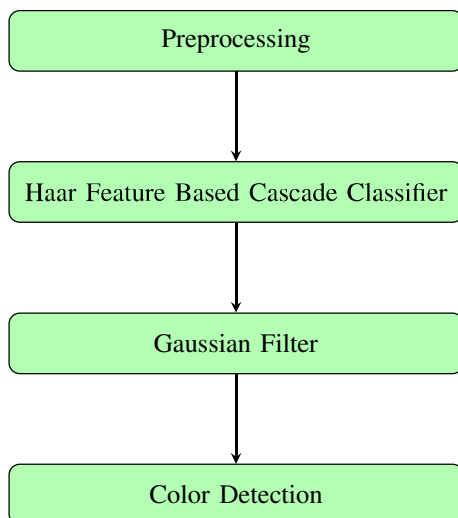 Preprocessing
Haar Feature Based Cascade Classifier
Gaussian Filter
Color Detection